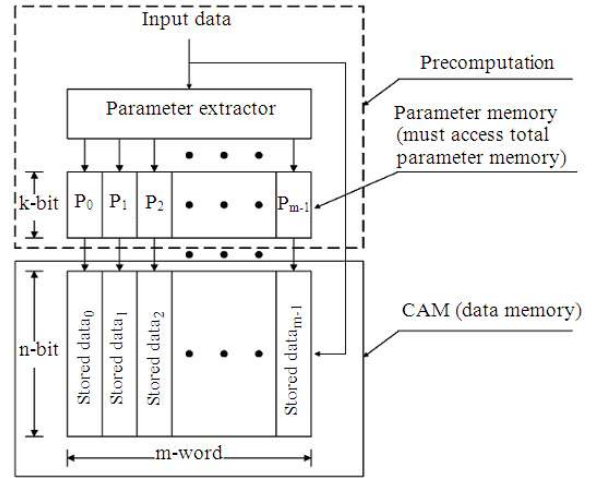 Input data
Precomputation
Parameter extractor
Parameter memory
(must access total
parameter memory)
k-bit
P0 P1 P2 Pm-1
CAM (data memory)
n-bit
Stored data0
Stored data1
Stored data2
Stored datam-1
m-word